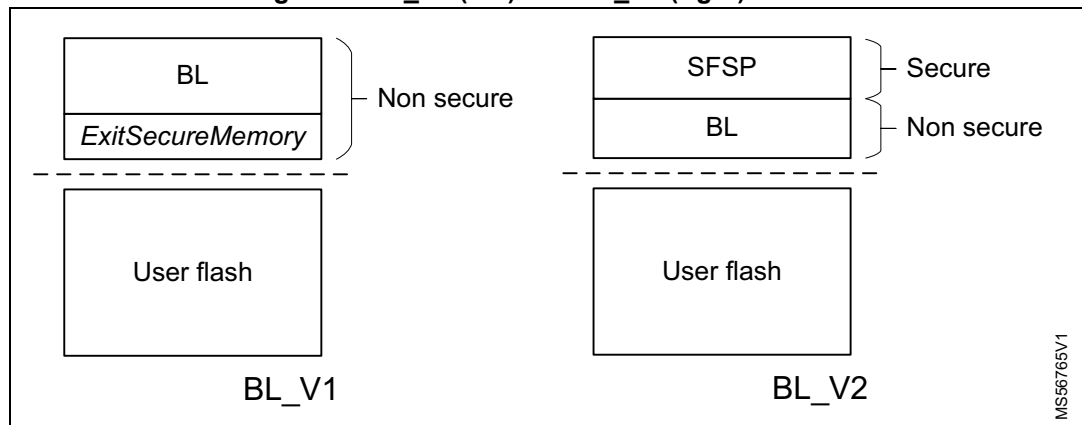 BL
ExitSecureMemory
Non secure
User flash
BL_V1
SFSP
Secure
BL
Non secure
User flash
BL_V2
MS56765V1